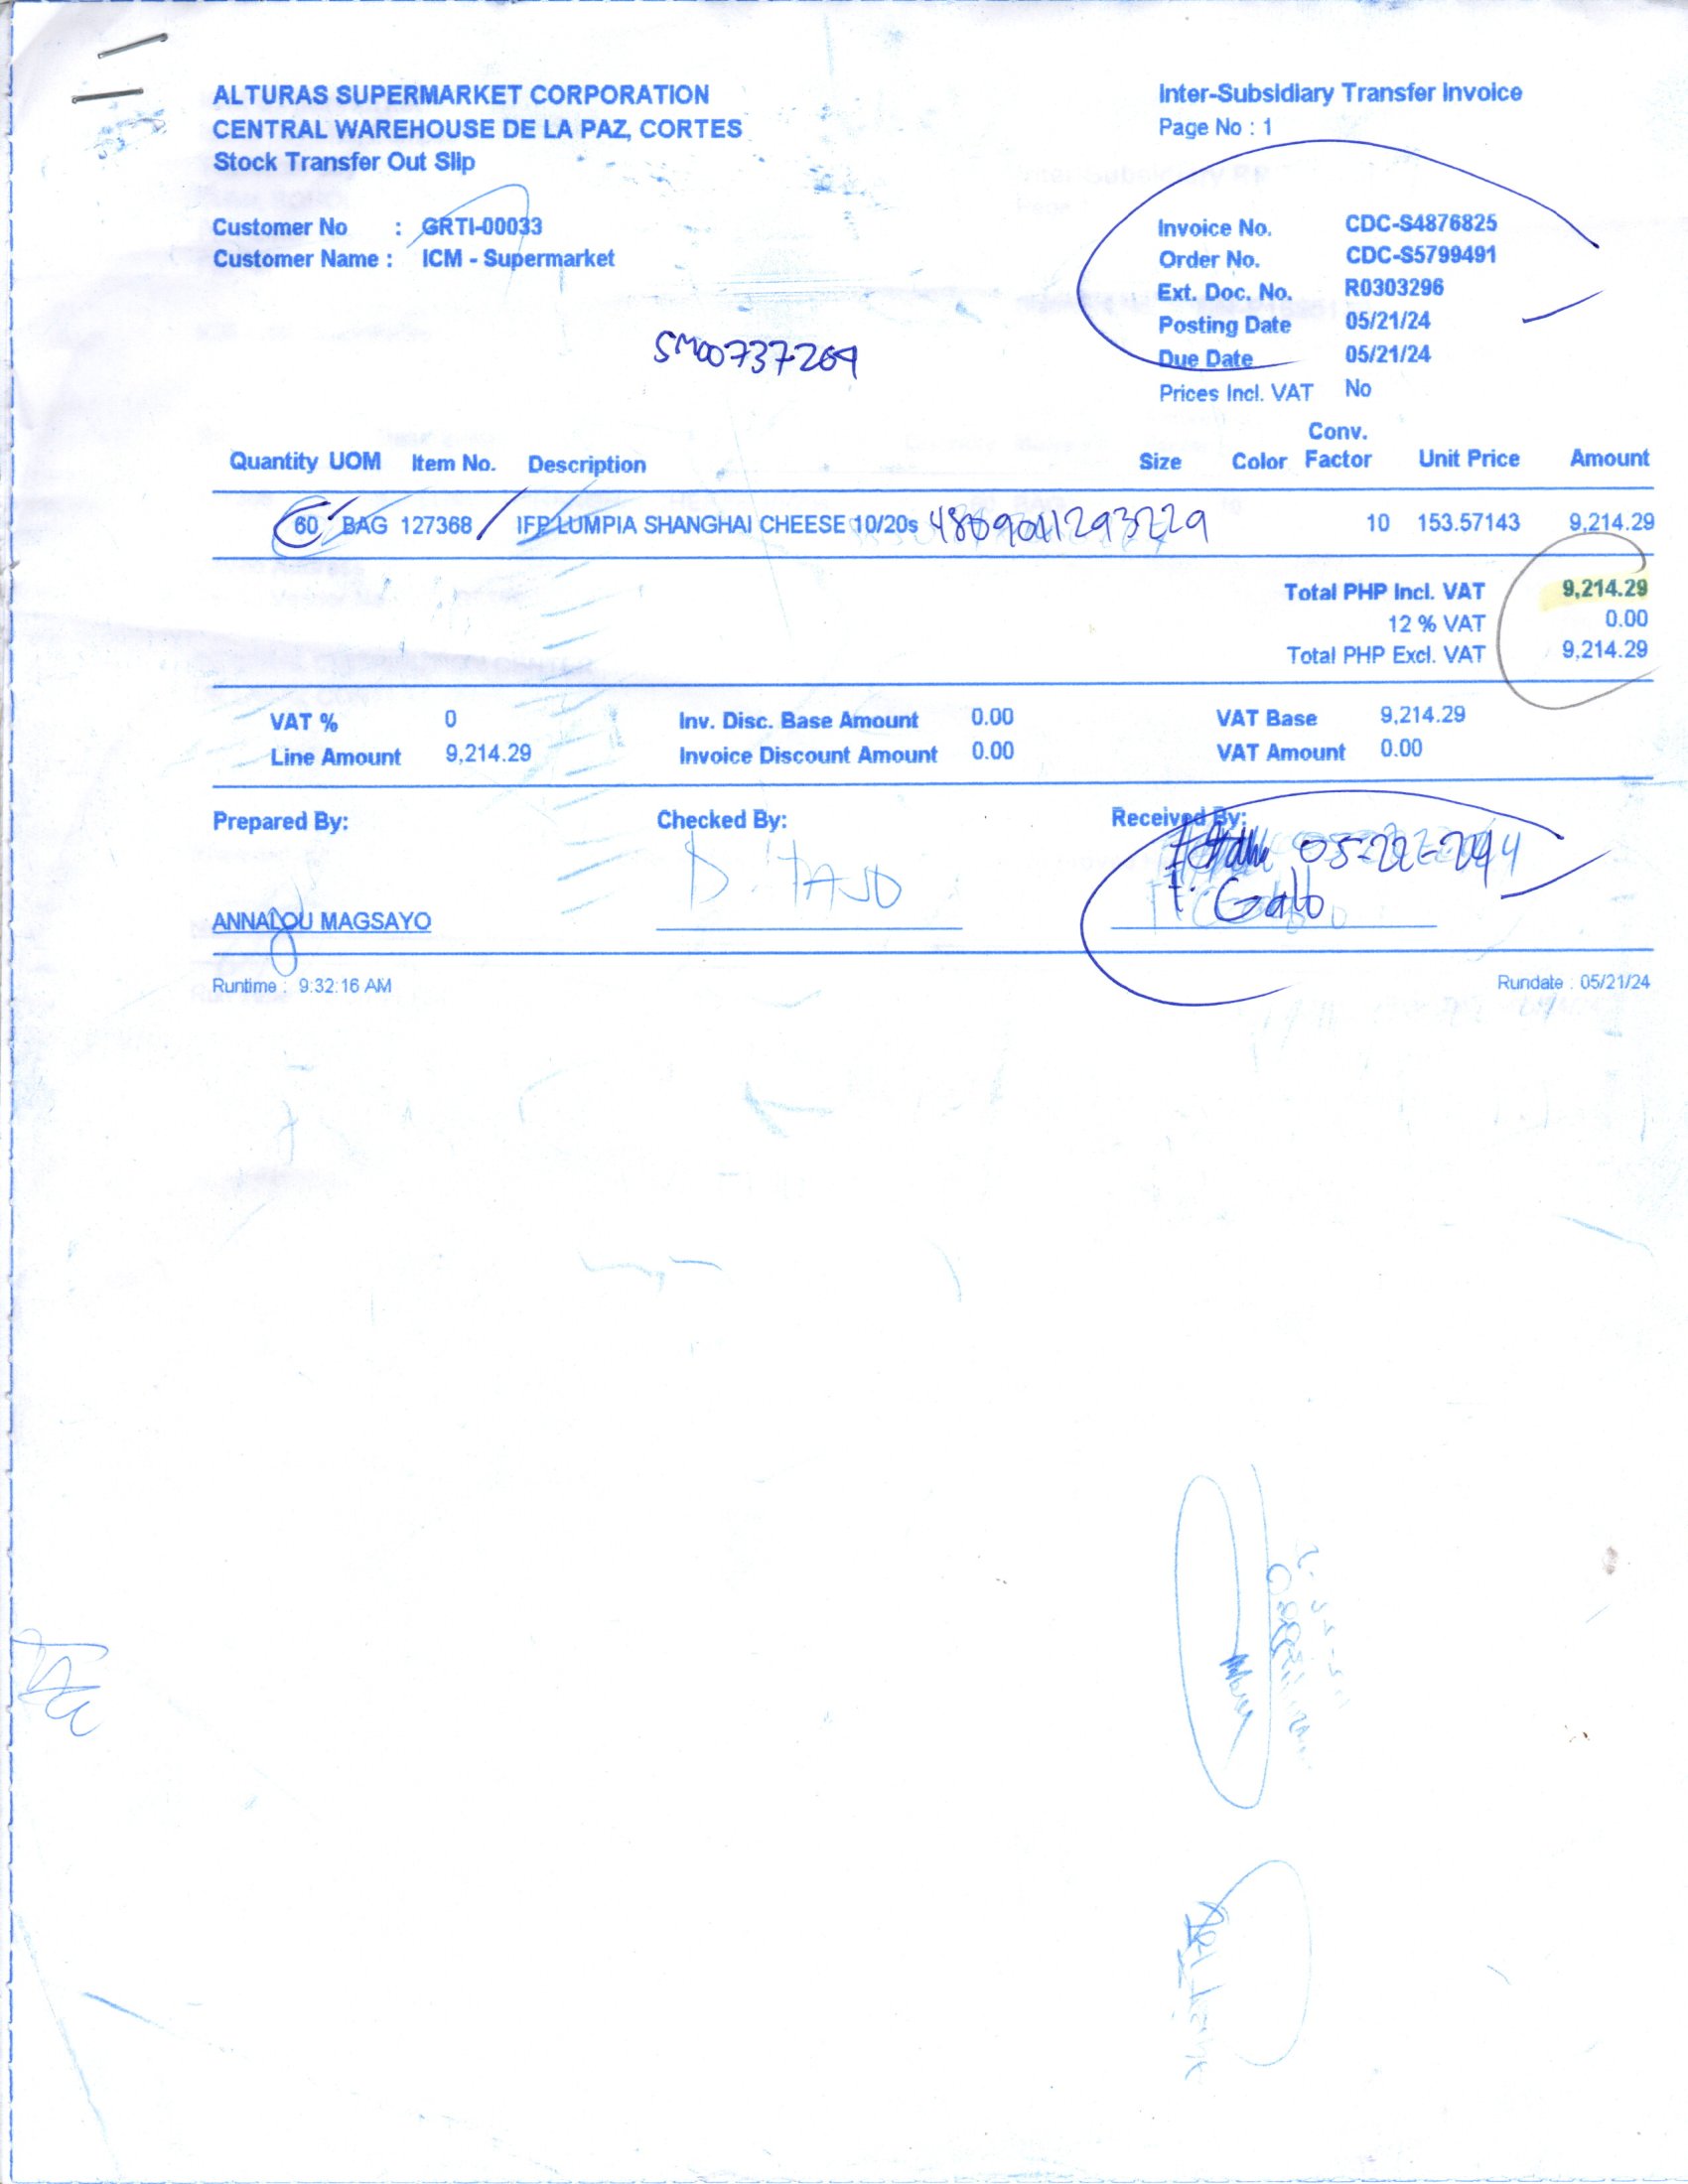 ALTURAS SUPERMARKET CORPORATION
CENTRAL WAREHOUSE DE LA PAZ, CORTES
Stock Transfer Out Slip
Inter-Subsidiary Transfer Invoice
Page No : 1
Customer No : GRTI-00033
Customer Name : ICM - Supermarket
Invoice No. CDC-S4876825
Order No. CDC-S5799491
Ext. Doc. No. R0303296
Posting Date 05/21/24
Due Date 05/21/24
Prices Incl. VAT No
SM00737269
Quantity UOM Item No. Description Size Color Conv. Factor Unit Price Amount
60 BAG 127368 IFP LUMPIA SHANGHAI CHEESE 10/20s 4809011293229 10 153.57143 9,214.29
Total PHP Incl. VAT 9,214.29
12 % VAT 0.00
Total PHP Excl. VAT 9,214.29
VAT % 0 Inv. Disc. Base Amount 0.00 VAT Base 9,214.29
Line Amount 9,214.29 Invoice Discount Amount 0.00 VAT Amount 0.00
Prepared By: Checked By: Received By:
05-22-24
ANNALOU MAGSAYO
Runtime : 9:32:16 AM Rundate : 05/21/24